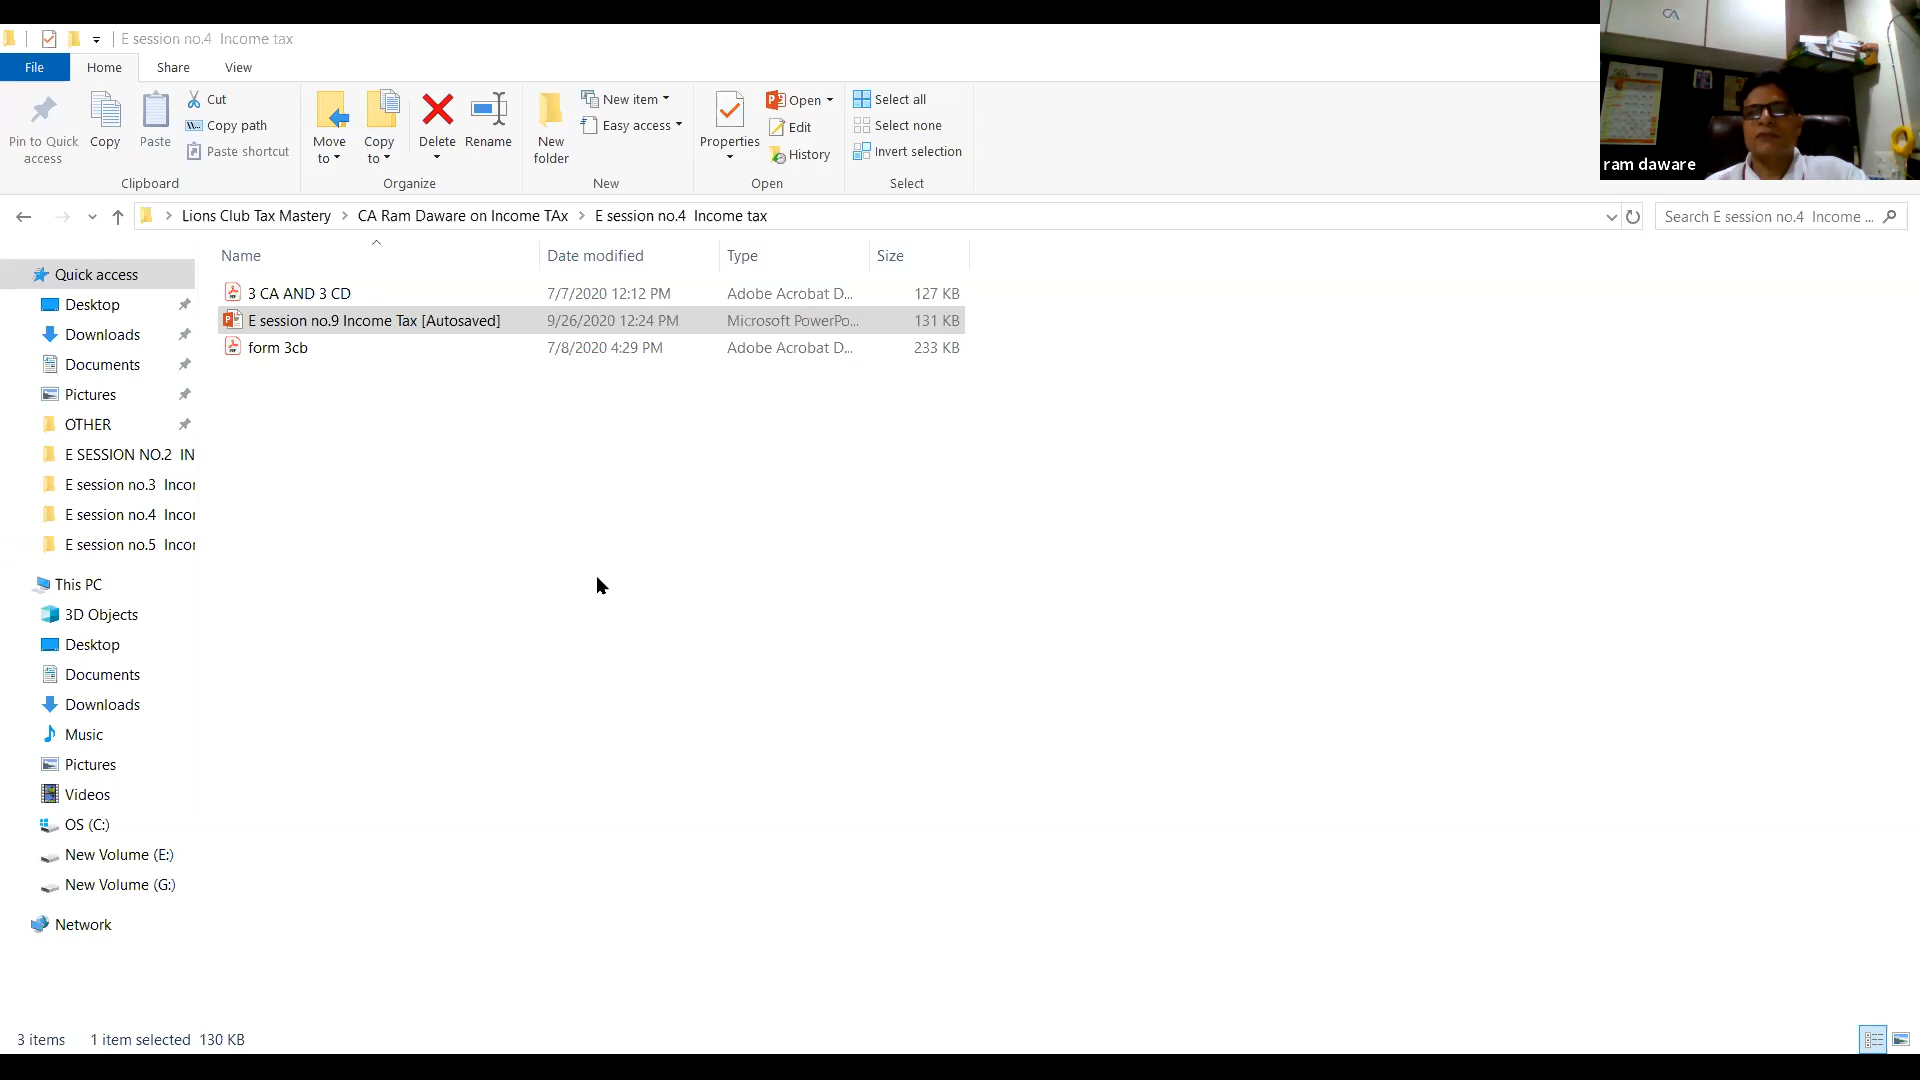 E session no.4  Income tax
File
Home
Share
View
Pin to Quick
access
Copy
Paste
Cut
Copy path
Paste shortcut
Clipboard
Move
to
Copy
to
Delete
Rename
Organize
New
folder
New item
Easy access
New
Properties
Open
Edit
History
Open
Select all
Select none
Invert selection
Select
CA
ram daware
Lions Club Tax Mastery
CA Ram Daware on Income TAx
E session no.4  Income tax
Search E session no.4  Income ...
Name
Date modified
Type
Size
3 CA AND 3 CD 7/7/2020 12:12 PM Adobe Acrobat D... 127 KB
E session no.9 Income Tax [Autosaved] 9/26/2020 12:24 PM Microsoft PowerPo... 131 KB
form 3cb 7/8/2020 4:29 PM Adobe Acrobat D... 233 KB
Quick access
Desktop
Downloads
Documents
Pictures
OTHER
E SESSION NO.2  IN
E session no.3  Incor
E session no.4  Incor
E session no.5  Incor
This PC
3D Objects
Desktop
Documents
Downloads
Music
Pictures
Videos
OS (C:)
New Volume (E:)
New Volume (G:)
Network
3 items
1 item selected  130 KB